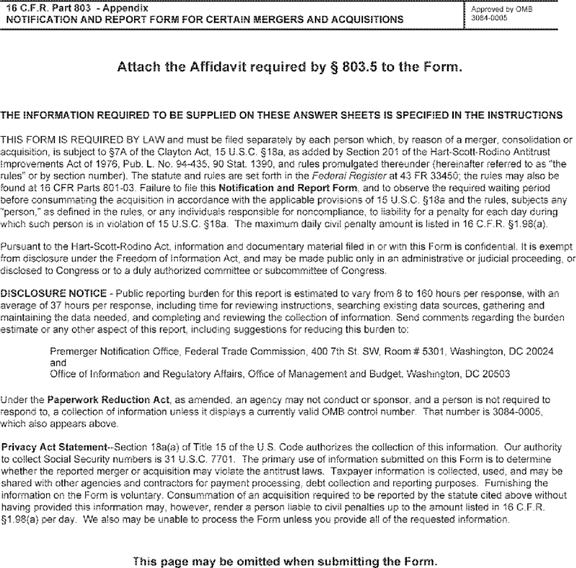 16 C.F.R. Part 803 - Appendix
NOTIFICATION AND REPORT FORM FOR CERTAIN MERGERS AND ACQUISITIONS
Approved by OMB
3084-0005
Attach the Affidavit required by § 803.5 to the Form.
THE INFORMATION REQUIRED TO BE SUPPLIED ON THESE ANSWER SHEETS IS SPECIFIED IN THE INSTRUCTIONS
THIS FORM IS REQUIRED BY LAW and must be filed separately by each person which, by reason of a merger, consolidation or
acquisition, is subject to §7A of the Clayton Act, 15 U.S.C. §18a, as added by Section 201 of the Hart-Scott-Rodino Antitrust
Improvements Act of 1976, Pub. L. No. 94-435, 90 Stat. 1390, and rules promulgated thereunder (hereinafter referred to as "the
rules" or by section number). The statute and rules are set forth in the Federal Register at 43 FR 33450; the rules may also be
found at 16 CFR Parts 801-03. Failure to file this Notification and Report Form, and to observe the required waiting period
before consummating the acquisition in accordance with the applicable provisions of 15 U.S.C. §18a and the rules, subjects any
"person," as defined in the rules, or any individuals responsible for noncompliance, to liability for a penalty for each day during
which such person is in violation of 15 U.S.C. §18a. The maximum daily civil penalty amount is listed in 16 C.F.R. §1.98(a).
Pursuant to the Hart-Scott-Rodino Act, information and documentary material filed in or with this Form is confidential. It is exempt
from disclosure under the Freedom of Information Act, and may be made public only in an administrative or judicial proceeding, or
disclosed to Congress or to a duly authorized committee or subcommittee of Congress.
DISCLOSURE NOTICE - Public reporting burden for this report is estimated to vary from 8 to 160 hours per response, with an
average of 37 hours per response, including time for reviewing instructions, searching existing data sources, gathering and
maintaining the data needed, and completing and reviewing the collection of information. Send comments regarding the burden
estimate or any other aspect of this report, including suggestions for reducing this burden to:
Premerger Notification Office, Federal Trade Commission, 400 7th St. SW, Room # 5301, Washington, DC 20024
and
Office of Information and Regulatory Affairs, Office of Management and Budget, Washington, DC 20503
Under the Paperwork Reduction Act, as amended, an agency may not conduct or sponsor, and a person is not required to
respond to, a collection of information unless it displays a currently valid OMB control number. That number is 3084-0005,
which also appears above.
Privacy Act Statement--Section 18a(a) of Title 15 of the U.S. Code authorizes the collection of this information. Our authority
to collect Social Security numbers is 31 U.S.C. 7701. The primary use of information submitted on this Form is to determine
whether the reported merger or acquisition may violate the antitrust laws. Taxpayer information is collected, used, and may be
shared with other agencies and contractors for payment processing, debt collection and reporting purposes. Furnishing the
information on the Form is voluntary. Consummation of an acquisition required to be reported by the statute cited above without
having provided this information may, however, render a person liable to civil penalties up to the amount listed in 16 C.F.R.
§1.98(a) per day. We also may be unable to process the Form unless you provide all of the requested information.
This page may be omitted when submitting the Form.